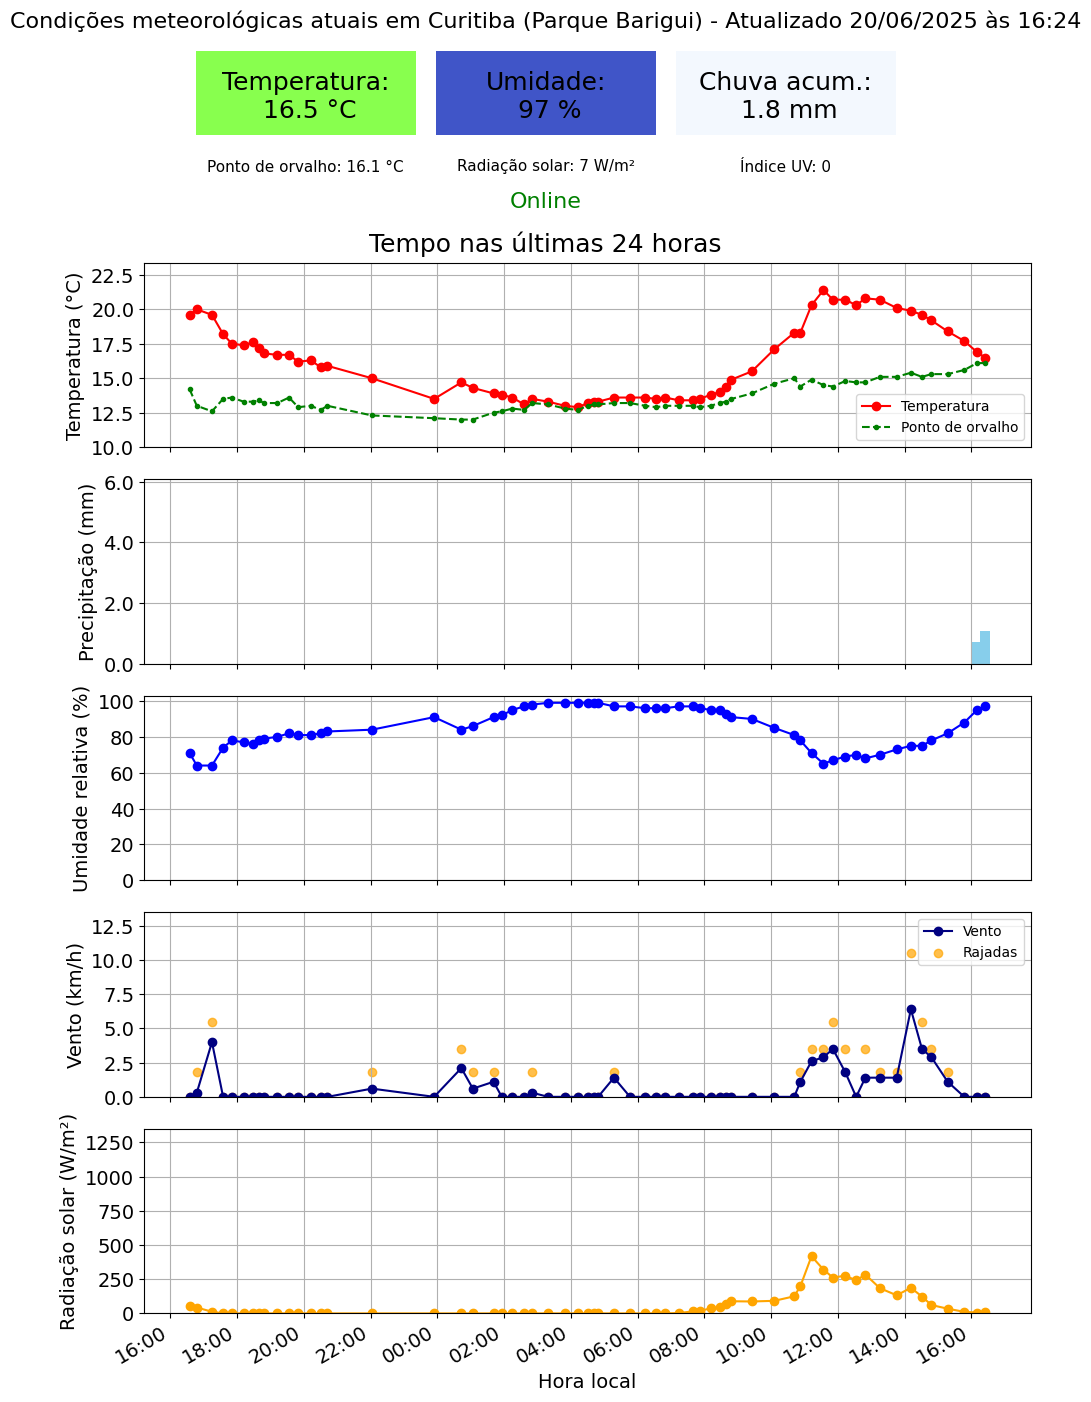 Condições meteorológicas atuais em Curitiba (Parque Barigui) - Atualizado 20/06/2025 às 16:24
Temperatura:
16.5 °C
Umidade:
97 %
Chuva acum.:
1.8 mm
Ponto de orvalho: 16.1 °C
Radiação solar: 7 W/m²
Índice UV: 0
Online
Tempo nas últimas 24 horas
Temperatura (°C)
22.5
20.0
17.5
15.0
12.5
10.0
Temperatura
Ponto de orvalho
Precipitação (mm)
6.0
4.0
2.0
0.0
Umidade relativa (%)
100
80
60
40
20
0
Vento (km/h)
12.5
10.0
7.5
5.0
2.5
0.0
Vento
Rajadas
Radiação solar (W/m²)
1250
1000
750
500
250
0
16:00 18:00 20:00 22:00 00:00 02:00 04:00 06:00 08:00 10:00 12:00 14:00 16:00
Hora local